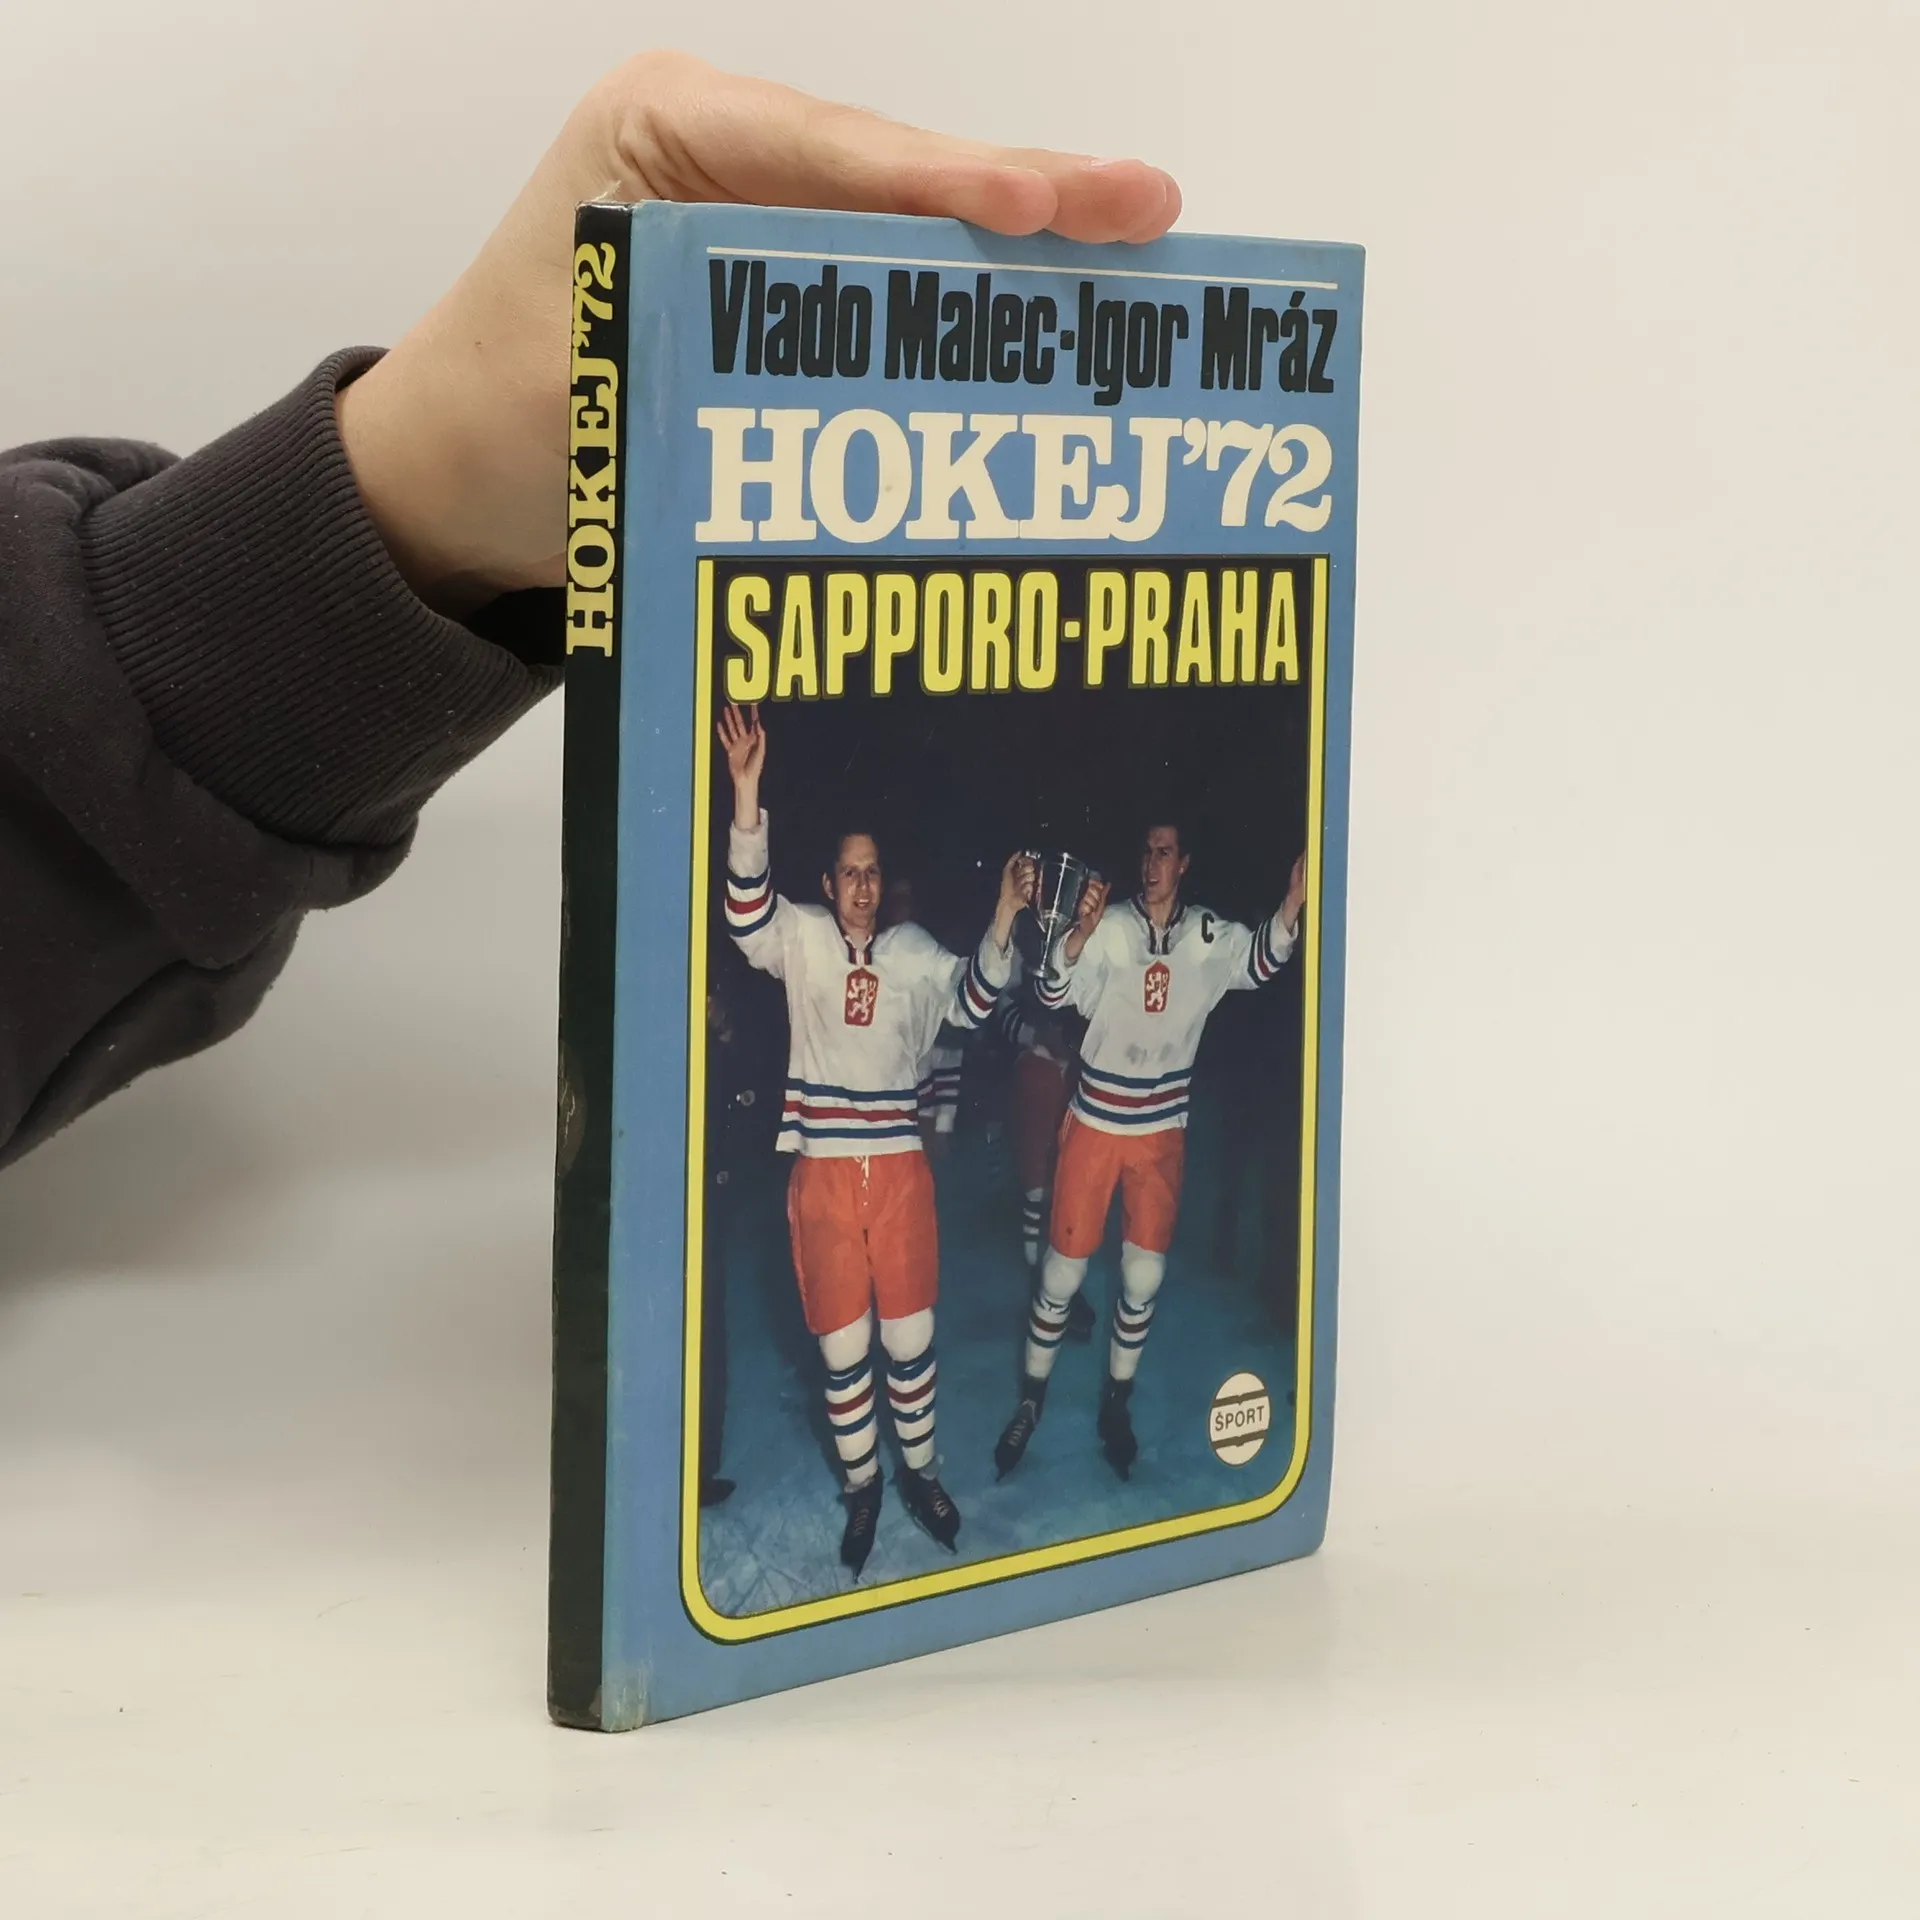 HOKEJ'72
Vlado Malec-Igor Mráz
HOKEJ'72
SAPPORO-PRAHA
C
ŠPORT